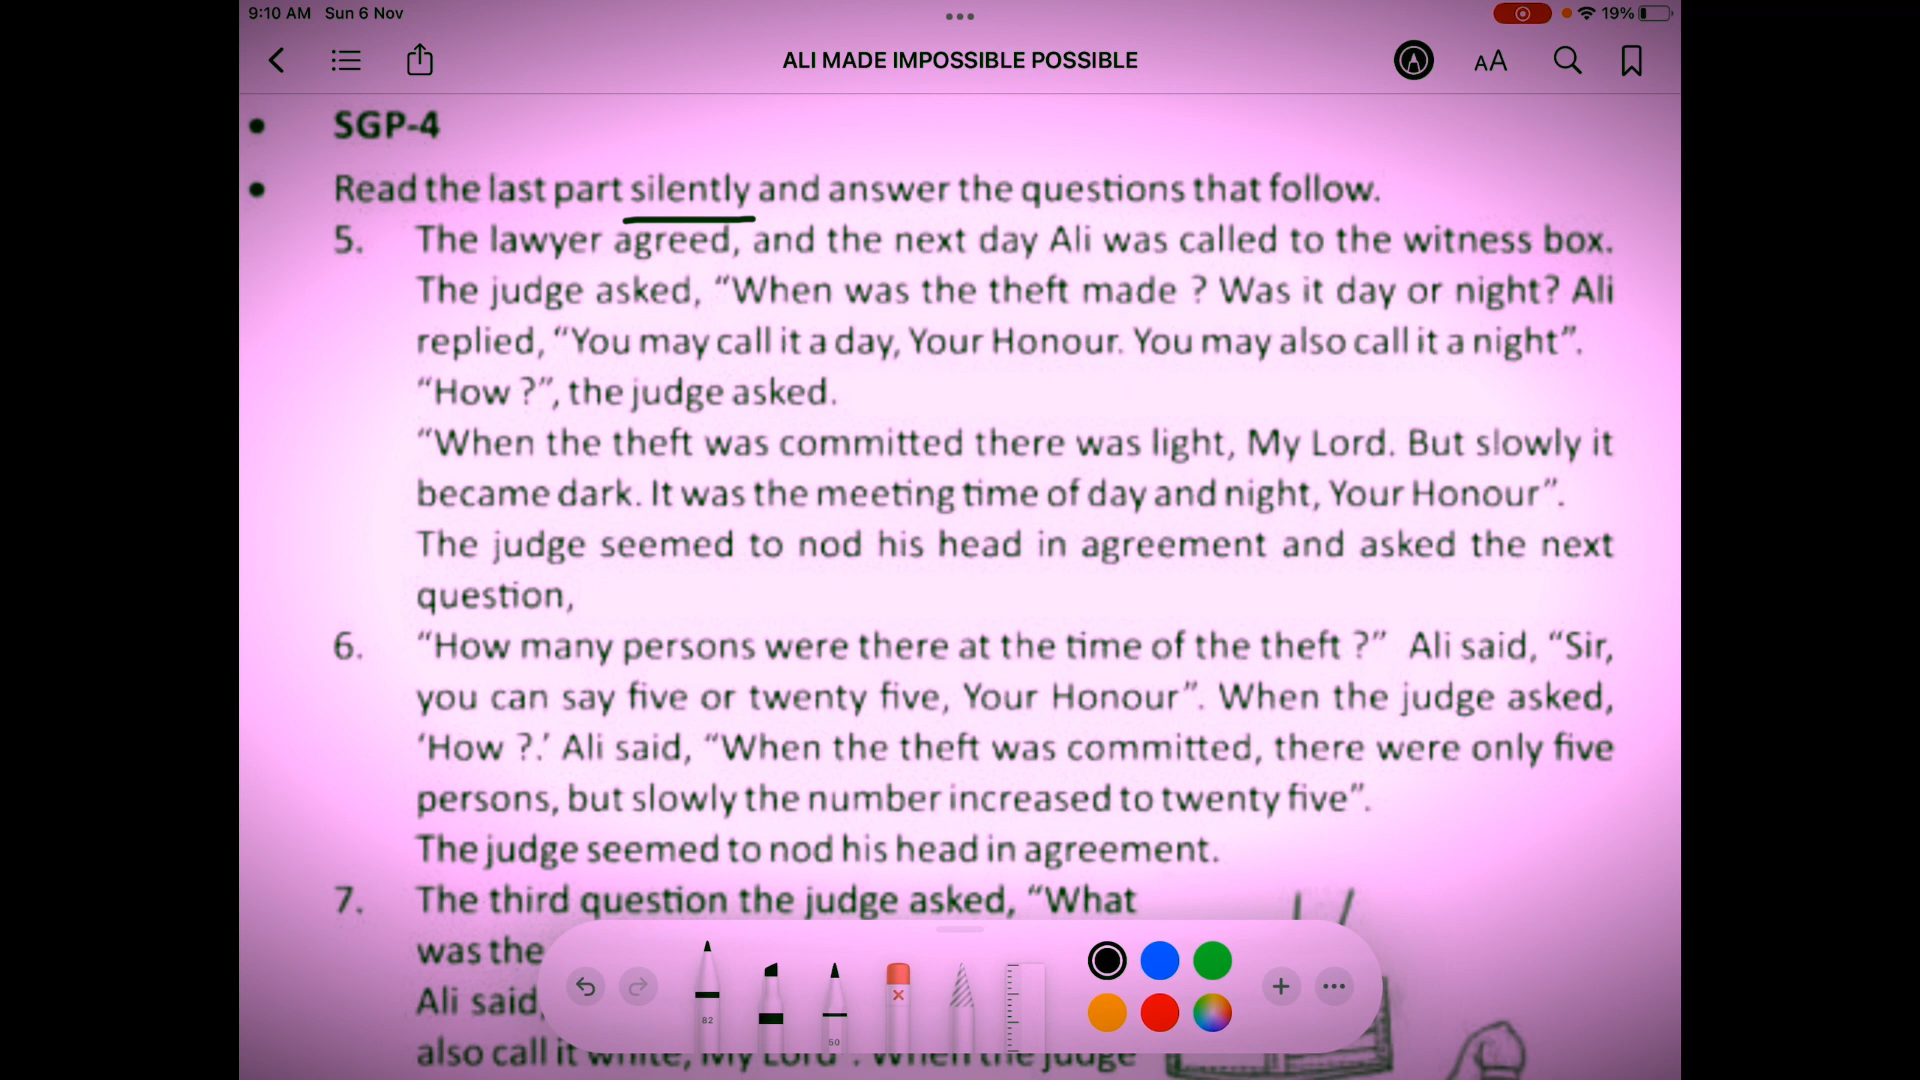 9:10 AM Sun 6 Nov
19%
ALI MADE IMPOSSIBLE POSSIBLE
AA
• SGP-4
• Read the last part silently and answer the questions that follow.
5. The lawyer agreed, and the next day Ali was called to the witness box.
The judge asked, “When was the theft made ? Was it day or night? Ali
replied, “You may call it a day, Your Honour. You may also call it a night”.
“How ?”, the judge asked.
“When the theft was committed there was light, My Lord. But slowly it
became dark. It was the meeting time of day and night, Your Honour”.
The judge seemed to nod his head in agreement and asked the next
question,
6. “How many persons were there at the time of the theft ?” Ali said, “Sir,
you can say five or twenty five, Your Honour”. When the judge asked,
‘How ?.’ Ali said, “When the theft was committed, there were only five
persons, but slowly the number increased to twenty five”.
The judge seemed to nod his head in agreement.
7. The third question the judge asked, “What
was the
Ali said,
also call it white, My Lord”. When the judge
82
50